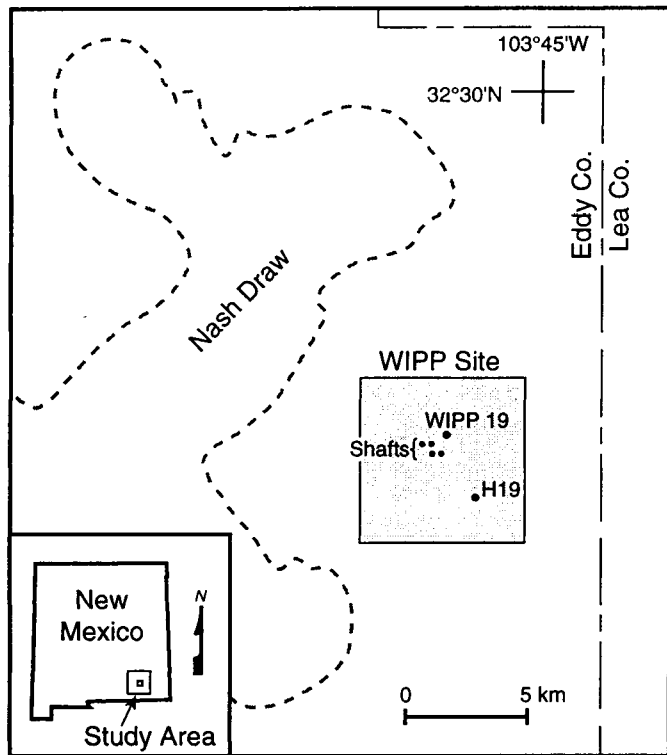 103°45'W
32°30'N
Eddy Co.
Lea Co.
Nash Draw
WIPP Site
WIPP 19
Shafts{
H19
New
Mexico
N
Study Area
0 5 km